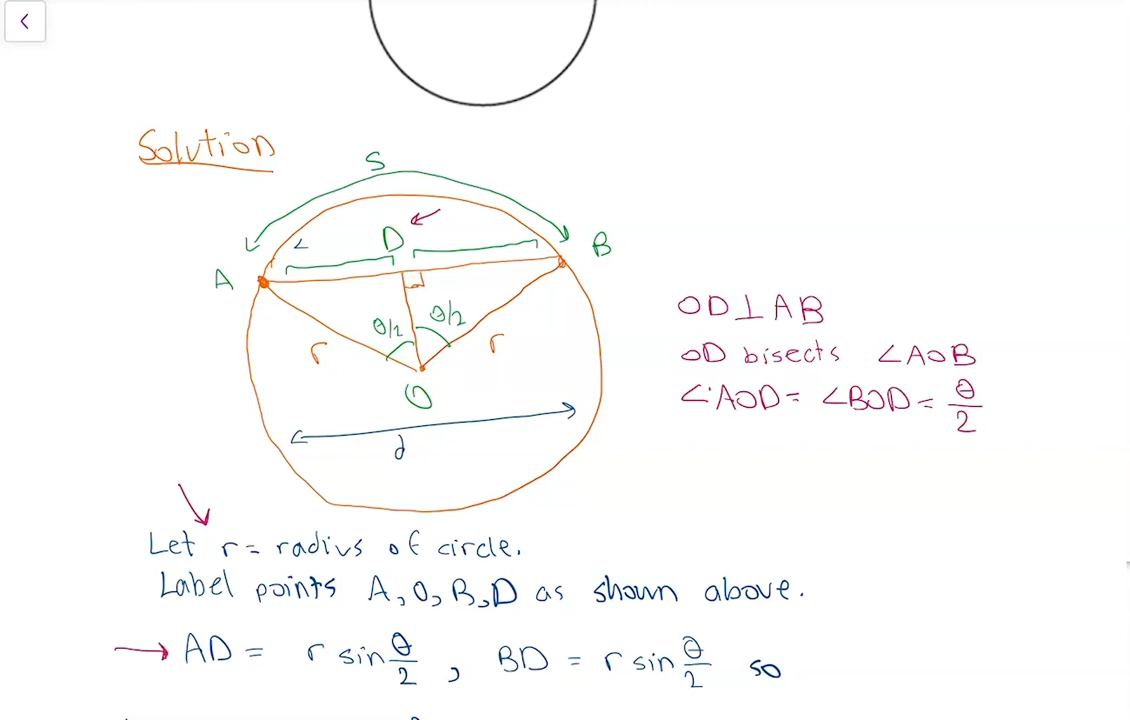 Solution
S
D
A
B
θ/2
θ/2
r
r
O
d
OD⊥AB
OD bisects ∠AOB
∠AOD = ∠BOD = θ/2
Let r = radius of circle.
Label points A, O, B, D as shown above.
→ AD = r sin θ/2 , BD = r sin θ/2 so